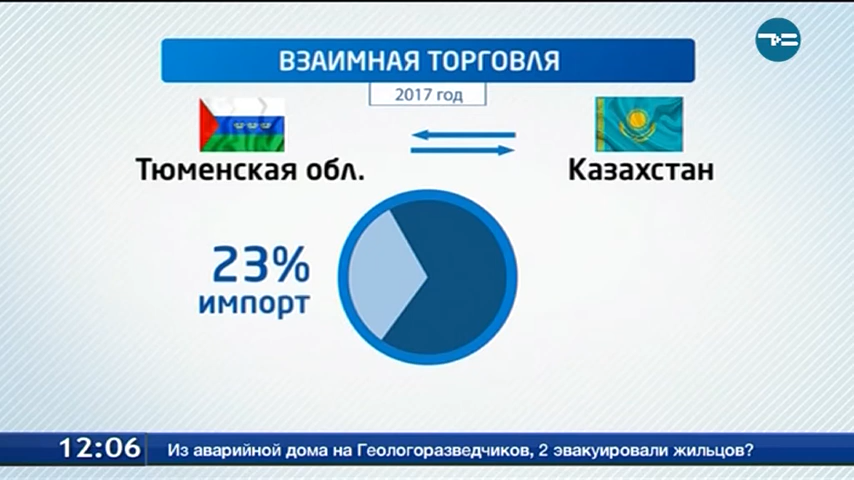 ВЗАИМНАЯ ТОРГОВЛЯ
2017 год
Тюменская обл.
Казахстан
23%
импорт
12:06
Из аварийной дома на Геологоразведчиков, 2 эвакуировали жильцов?